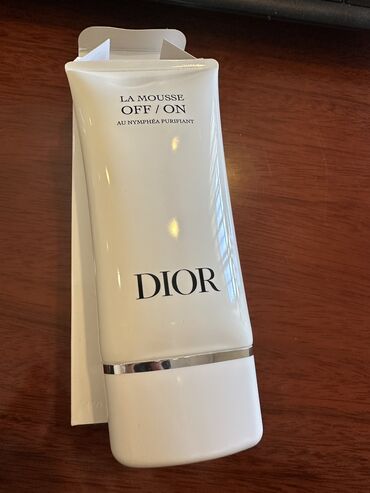 LA MOUSSE
OFF / ON
AU NYMPHÉA PURIFIANT
DIOR